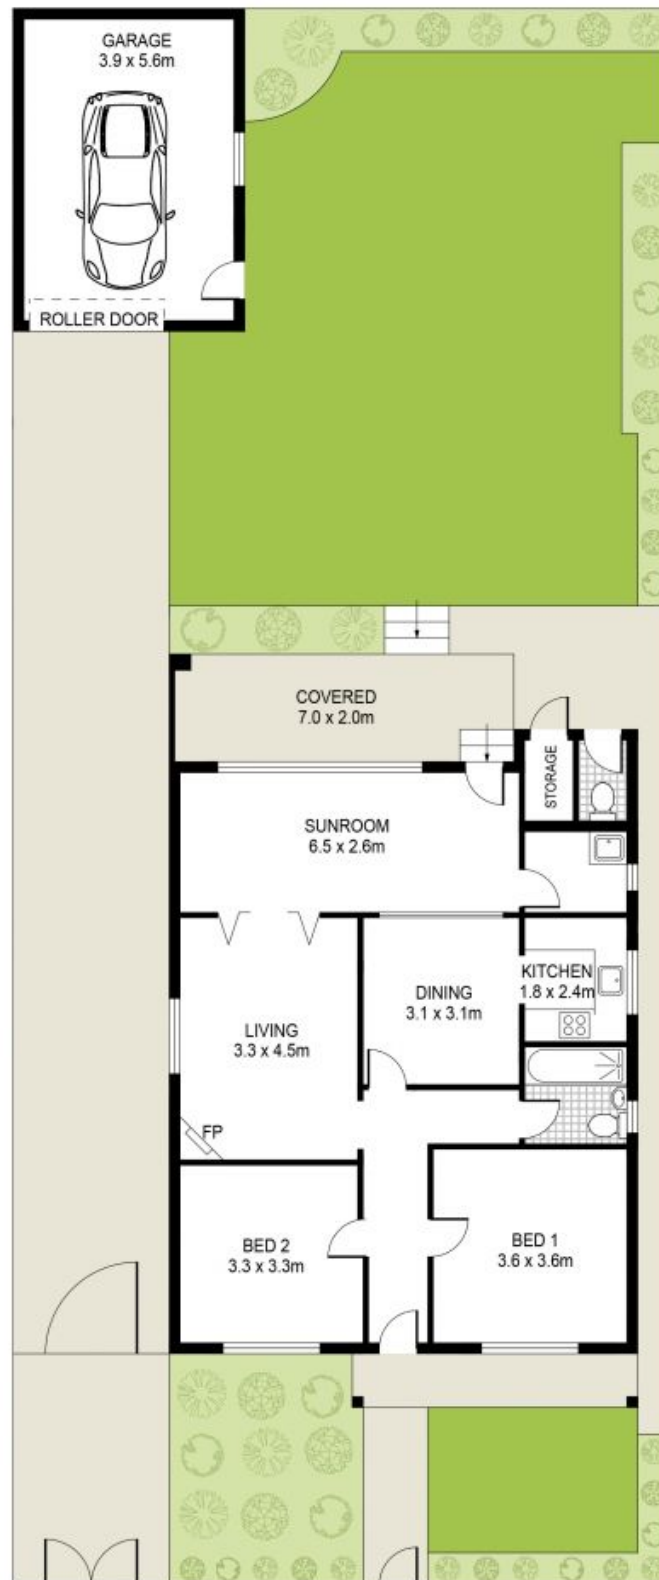 GARAGE
3.9 x 5.6m
ROLLER DOOR
COVERED
7.0 x 2.0m
STORAGE
SUNROOM
6.5 x 2.6m
KITCHEN
1.8 x 2.4m
DINING
3.1 x 3.1m
LIVING
3.3 x 4.5m
FP
BED 2
3.3 x 3.3m
BED 1
3.6 x 3.6m